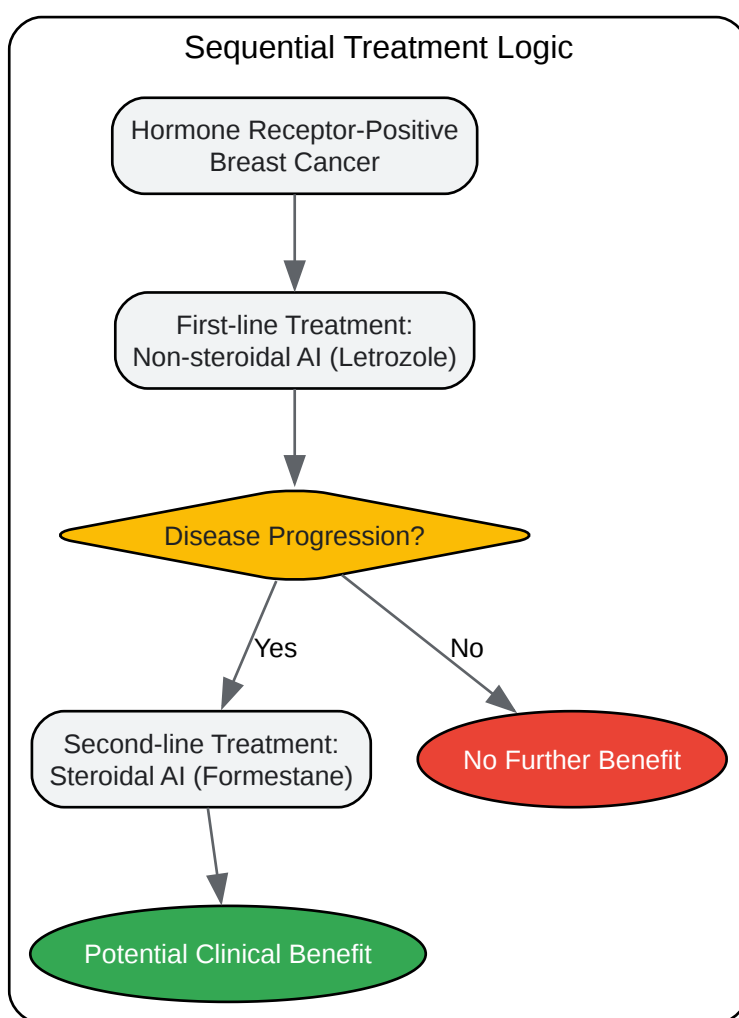 Sequential Treatment Logic
Hormone Receptor-Positive
Breast Cancer
First-line Treatment:
Non-steroidal AI (Letrozole)
Disease Progression?
Yes
No
Second-line Treatment:
Steroidal AI (Formestane)
No Further Benefit
Potential Clinical Benefit